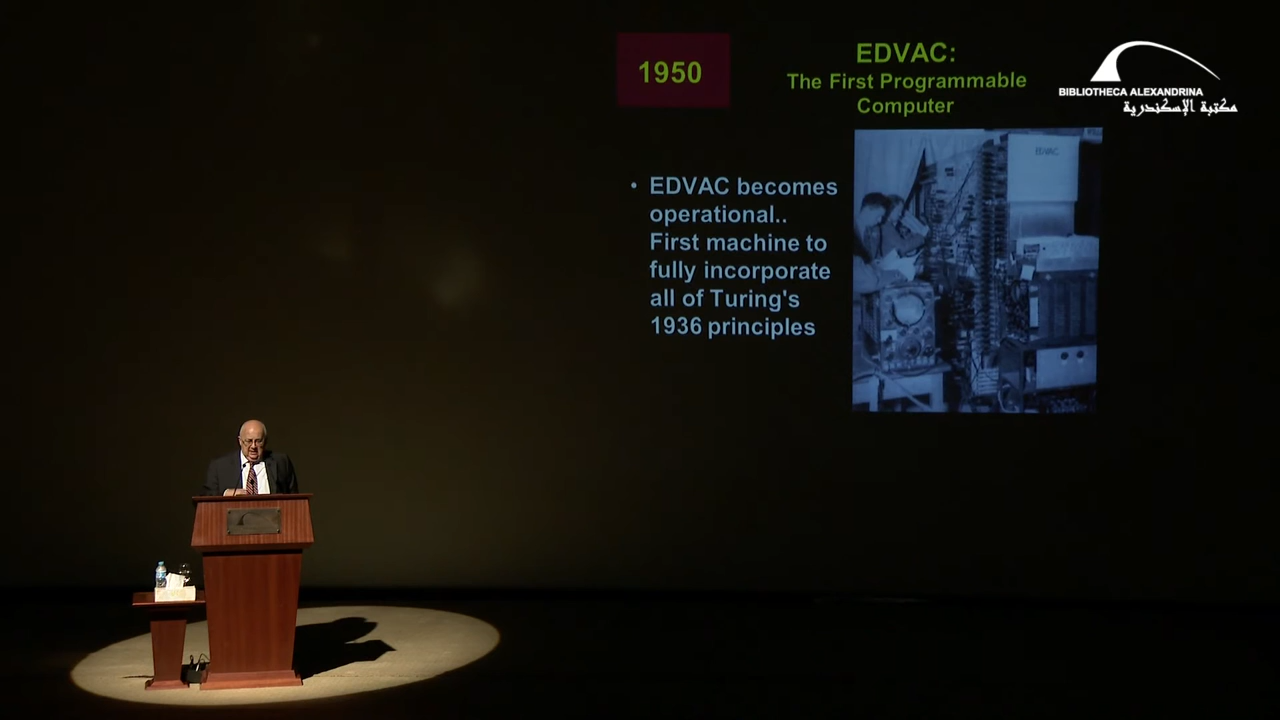 1950
EDVAC:
The First Programmable
Computer
BIBLIOTHECA ALEXANDRINA
مكتبة الإسكندرية
• EDVAC becomes
operational..
First machine to
fully incorporate
all of Turing's
1936 principles
EDVAC